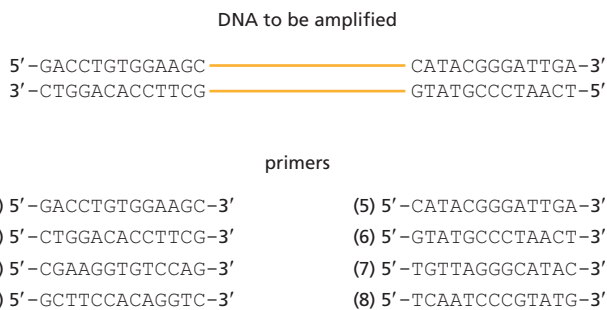 DNA to be amplified
5′–GACCTGTGGAAGC CATACGGGATTGA–3′
3′–CTGGACACCTTCG GTATGCCCTAACT–5′
primers
) 5′–GACCTGTGGAAGC–3′ (5) 5′–CATACGGGATTGA–3′
) 5′–CTGGACACCTTCG–3′ (6) 5′–GTATGCCCTAACT–3′
) 5′–CGAAGGTGTCCAG–3′ (7) 5′–TGTTAGGGCATAC–3′
) 5′–GCTTCCACAGGTC–3′ (8) 5′–TCAATCCCGTATG–3′